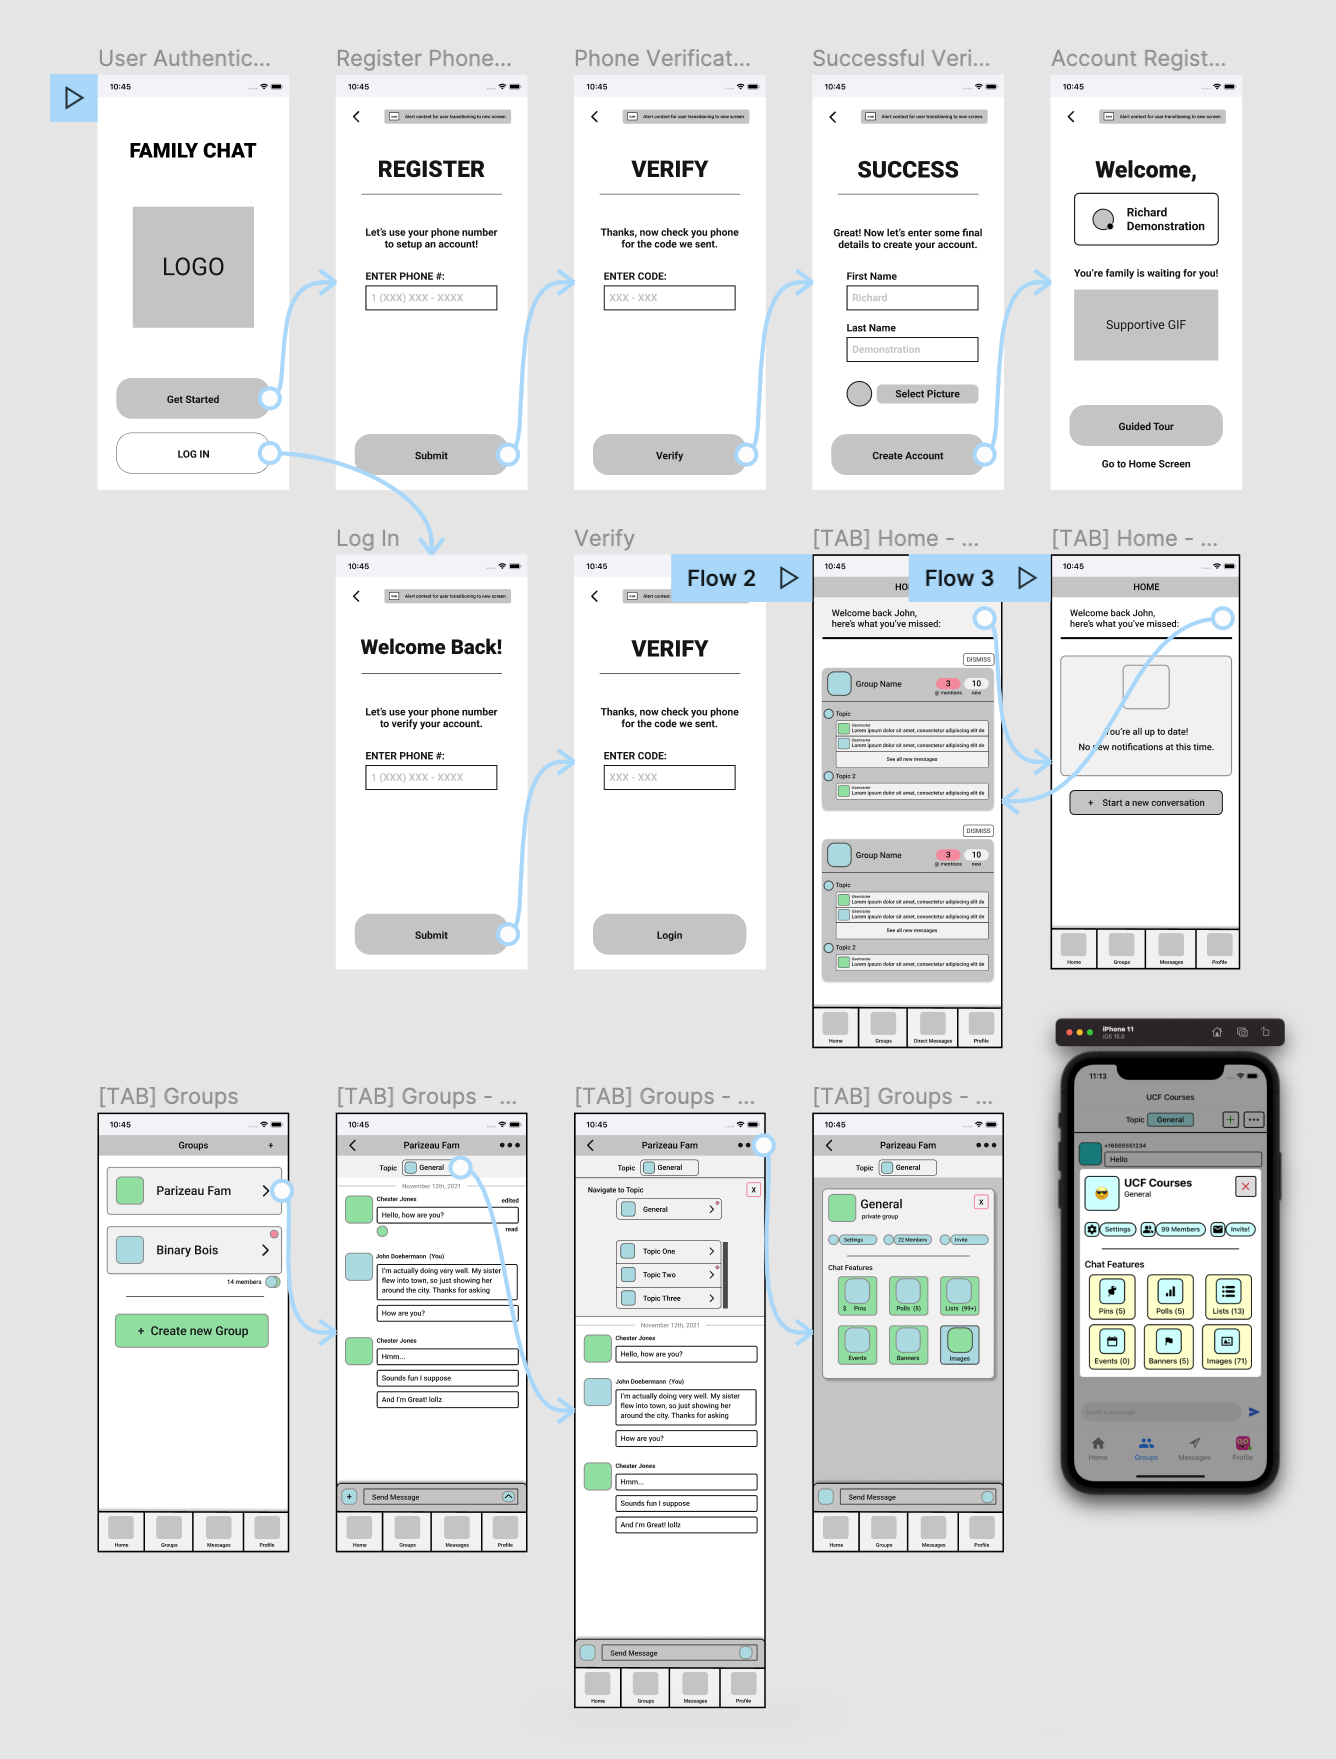 User Authentic...
10:45
FAMILY CHAT
LOGO
Get Started
LOG IN
Register Phone...
10:45
Alert context for user transitioning to new screen.
REGISTER
Let's use your phone number
to setup an account!
ENTER PHONE #:
1 (XXX) XXX - XXXX
Submit
Phone Verificat...
10:45
Alert context for user transitioning to new screen.
VERIFY
Thanks, now check you phone
for the code we sent.
ENTER CODE:
XXX - XXX
Verify
Successful Veri...
10:45
Alert context for user transitioning to new screen.
SUCCESS
Great! Now let's enter some final
details to create your account.
First Name
Richard
Last Name
Demonstration
Select Picture
Create Account
Account Regist...
10:45
Alert context for user transitioning to new screen.
Welcome,
Richard
Demonstration
You're family is waiting for you!
Supportive GIF
Guided Tour
Go to Home Screen
Log In
10:45
Alert context for user transitioning to new screen.
Welcome Back!
Let's use your phone number
to verify your account.
ENTER PHONE #:
1 (XXX) XXX - XXXX
Submit
Verify
10:45
Alert context
VERIFY
Thanks, now check you phone
for the code we sent.
ENTER CODE:
XXX - XXX
Login
Flow 2
[TAB] Home - ...
10:45
Welcome back John,
here's what you've missed:
DISMISS
Group Name
3
10
@ mentions
new
Topic
Username
Lorem ipsum dolor sit amet, consectetur adipiscing elit de
Username
Lorem ipsum dolor sit amet, consectetur adipiscing elit de
See all new messages
Topic 2
Username
Lorem ipsum dolor sit amet, consectetur adipiscing elit de
DISMISS
Group Name
3
10
@ mentions
new
Topic
Username
Lorem ipsum dolor sit amet, consectetur adipiscing elit de
Username
Lorem ipsum dolor sit amet, consectetur adipiscing elit de
See all new messages
Topic 2
Username
Lorem ipsum dolor sit amet, consectetur adipiscing elit de
Home
Groups
Direct Messages
Profile
Flow 3
[TAB] Home - ...
10:45
HOME
Welcome back John,
here's what you've missed:
You're all up to date!
No new notifications at this time.
+ Start a new conversation
Home
Groups
Messages
Profile
[TAB] Groups
10:45
Groups
+
Parizeau Fam
Binary Bois
14 members
+ Create new Group
Home
Groups
Messages
Profile
[TAB] Groups - ...
10:45
Parizeau Fam
Topic
General
November 12th, 2021
Chester Jones
edited
Hello, how are you?
read
John Doebermann (You)
I'm actually doing very well. My sister
flew into town, so just showing her
around the city. Thanks for asking
How are you?
Chester Jones
Hmm...
Sounds fun I suppose
And I'm Great! lollz
+
Send Message
Home
Groups
Messages
Profile
[TAB] Groups - ...
10:45
Parizeau Fam
Topic
General
Navigate to Topic
X
General
Topic One
Topic Two
Topic Three
November 12th, 2021
Chester Jones
Hello, how are you?
John Doebermann (You)
I'm actually doing very well. My sister
flew into town, so just showing her
around the city. Thanks for asking
How are you?
Chester Jones
Hmm...
Sounds fun I suppose
And I'm Great! lollz
Send Message
Home
Groups
Messages
Profile
[TAB] Groups - ...
10:45
Parizeau Fam
Topic
General
General
private group
X
Settings
22 Members
Invite
Chat Features
$ Pins
Polls (5)
Lists (99+)
Events
Banners
Images
Send Message
Home
Groups
Messages
Profile
iPhone 11
iOS 15.0
11:13
UCF Courses
Topic
General
+16505551234
Hello
UCF Courses
General
Settings
99 Members
Invite!
Chat Features
Pins (5)
Polls (5)
Lists (13)
Events (0)
Banners (5)
Images (71)
Send a message
Home
Groups
Messages
Profile